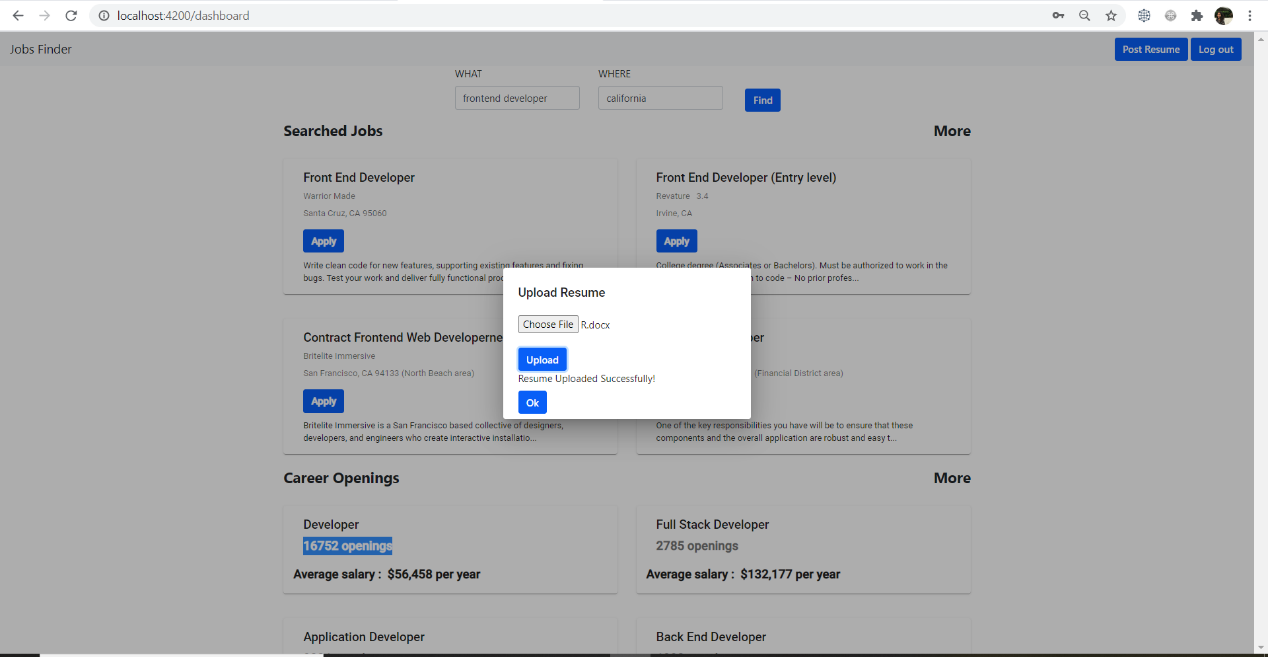 localhost:4200/dashboard
Jobs Finder
Post Resume
Log out
WHAT
WHERE
frontend developer
california
Find
Searched Jobs
More
Front End Developer
Warrior Made
Santa Cruz, CA 95060
Apply
Write clean code for new features, supporting existing features and fixing
bugs. Test your work and deliver fully functional
Front End Developer (Entry level)
Revature 3.4
Irvine, CA
Apply
College degree (Associates or Bachelors). Must be authorized to work in the
to code – No prior profes...
Upload Resume
Choose File R.docx
Upload
Resume Uploaded Successfully!
Ok
Contract Frontend Web
Britelite Immersive
San Francisco, CA 94133 (North Beach area)
Apply
Britelite Immersive is a San Francisco based collective of designers,
developers, and engineers who create interactive installatio...
(Financial District area)
One of the key responsibilities you have will be to ensure that these
components and the overall application are robust and easy t...
Career Openings
More
Developer
16752 openings
Average salary : $56,458 per year
Full Stack Developer
2785 openings
Average salary : $132,177 per year
Application Developer
Back End Developer